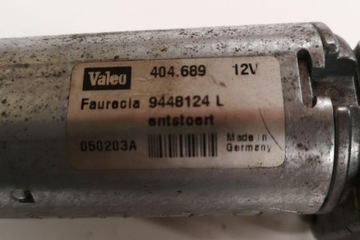 Valeo 404.689 12V
Faurecia 9448124 L
entstoert
050203A Made in
Germany